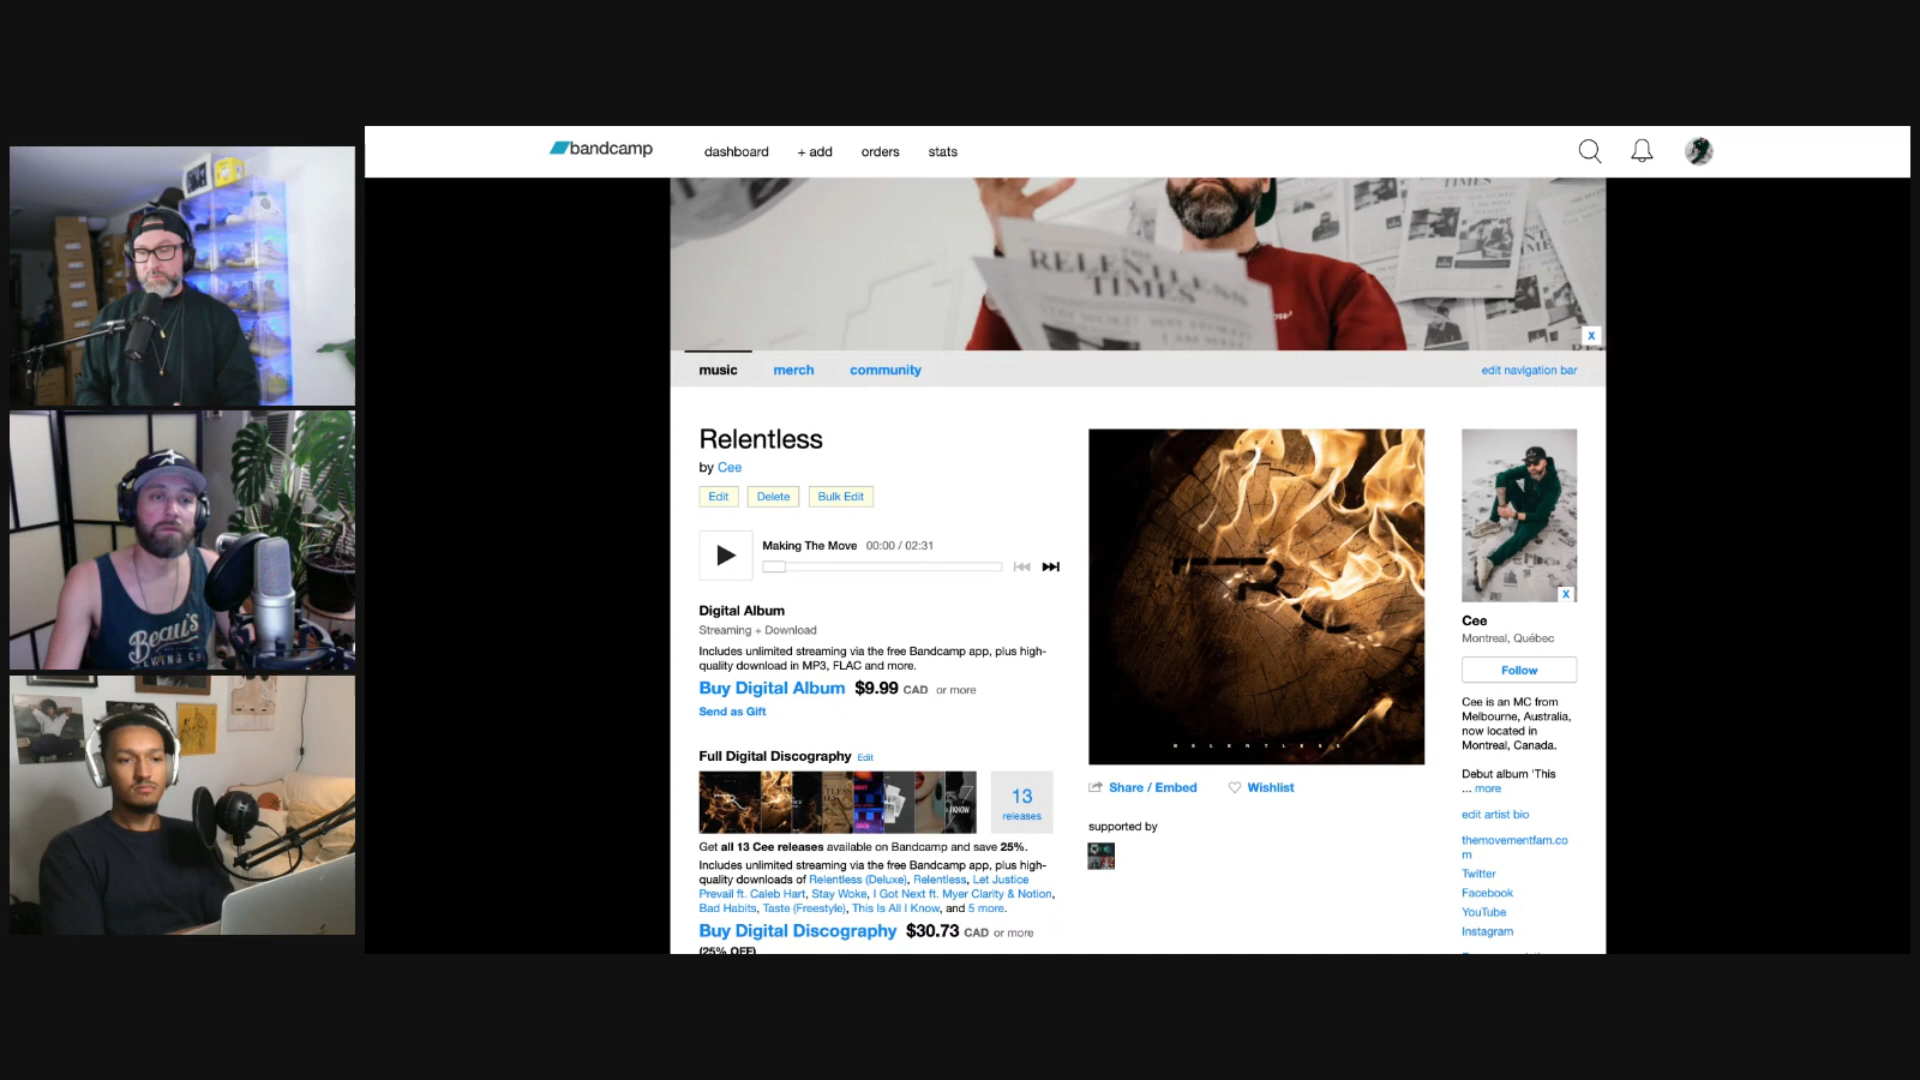 bandcamp
dashboard
+ add
orders
stats
RELENTLESS
TIMES
TIMES
X
music
merch
community
edit navigation bar
Relentless
by Cee
Edit
Delete
Bulk Edit
Making The Move 00:00 / 02:31
Digital Album
Streaming + Download
Includes unlimited streaming via the free Bandcamp app, plus high-
quality download in MP3, FLAC and more.
Buy Digital Album $9.99 CAD or more
Send as Gift
Full Digital Discography Edit
13
releases
Get all 13 Cee releases available on Bandcamp and save 25%.
Includes unlimited streaming via the free Bandcamp app, plus high-
quality downloads of Relentless (Deluxe), Relentless, Let Justice
Prevail ft. Caleb Hart, Stay Woke, I Got Next ft. Myer Clarity & Notion,
Bad Habits, Taste (Freestyle), This Is All I Know, and 5 more.
Buy Digital Discography $30.73 CAD or more
(25% OFF)
RELENTLESS
Share / Embed
Wishlist
supported by
X
Cee
Montreal, Québec
Follow
Cee is an MC from
Melbourne, Australia,
now located in
Montreal, Canada.
Debut album 'This
... more
edit artist bio
themovementfam.co
m
Twitter
Facebook
YouTube
Instagram
Beau's